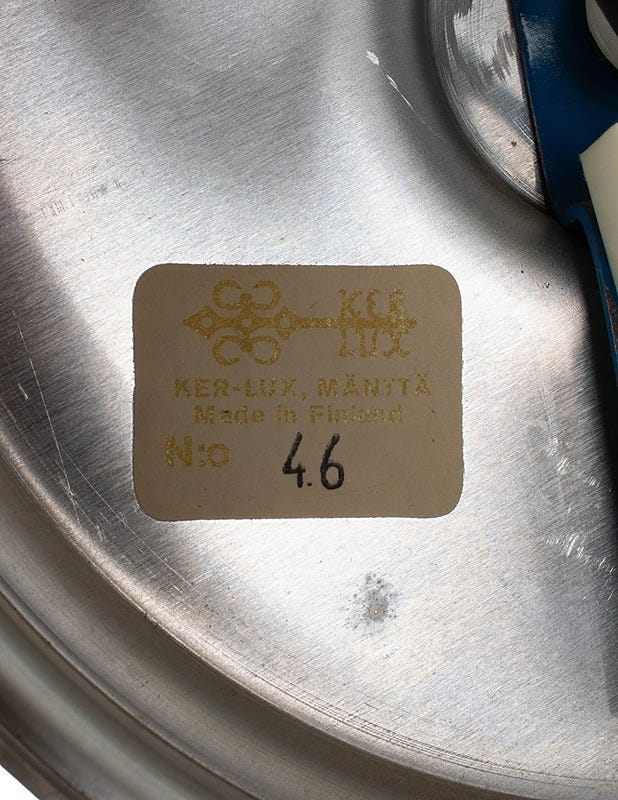 KER
LUX
KER-LUX, MÄNTTÄ
Made in Finland
N:o 4.6